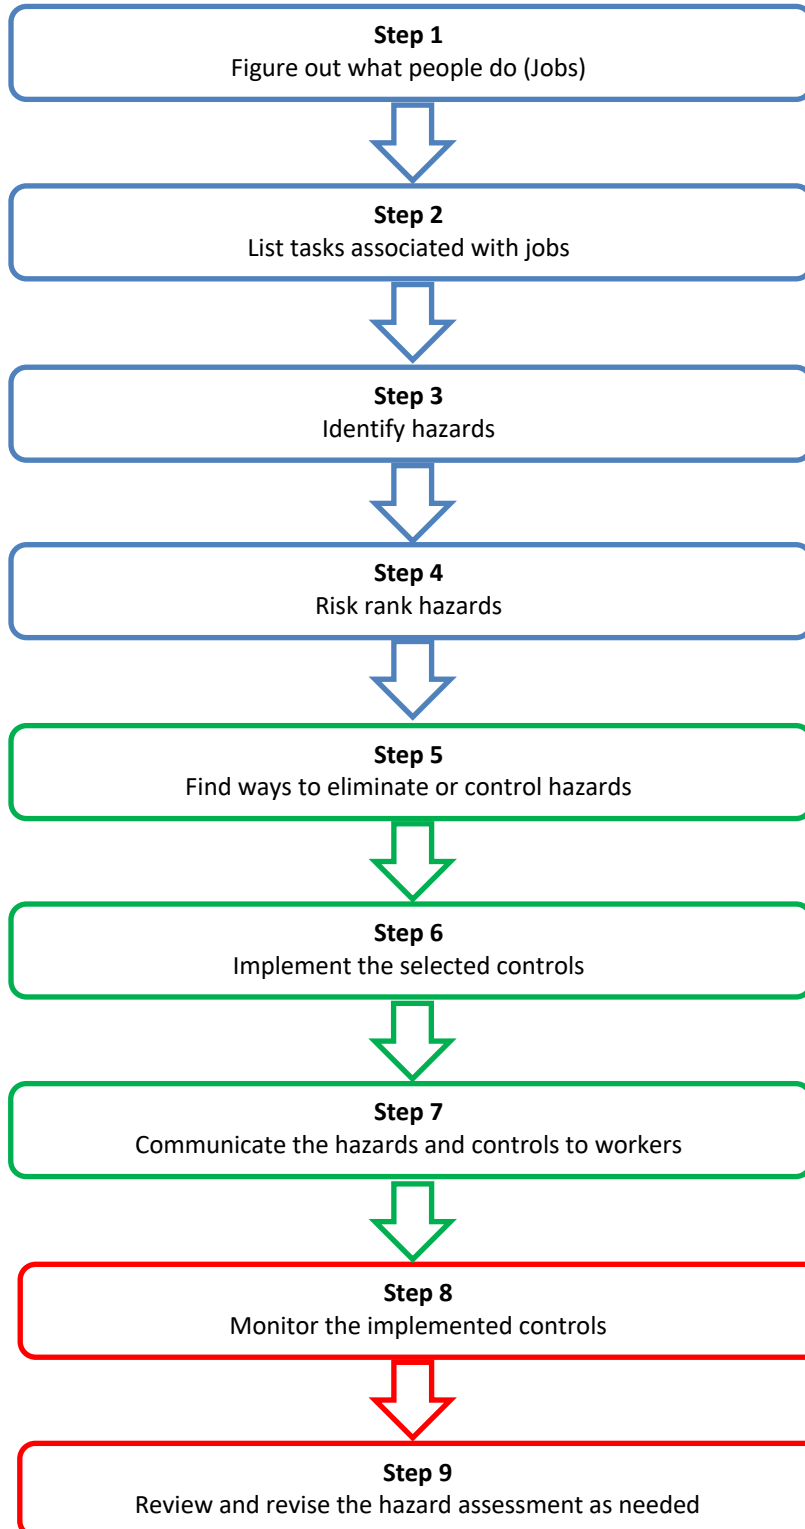 Step 1
Figure out what people do (Jobs)
Step 2
List tasks associated with jobs
Step 3
Identify hazards
Step 4
Risk rank hazards
Step 5
Find ways to eliminate or control hazards
Step 6
Implement the selected controls
Step 7
Communicate the hazards and controls to workers
Step 8
Monitor the implemented controls
Step 9
Review and revise the hazard assessment as needed